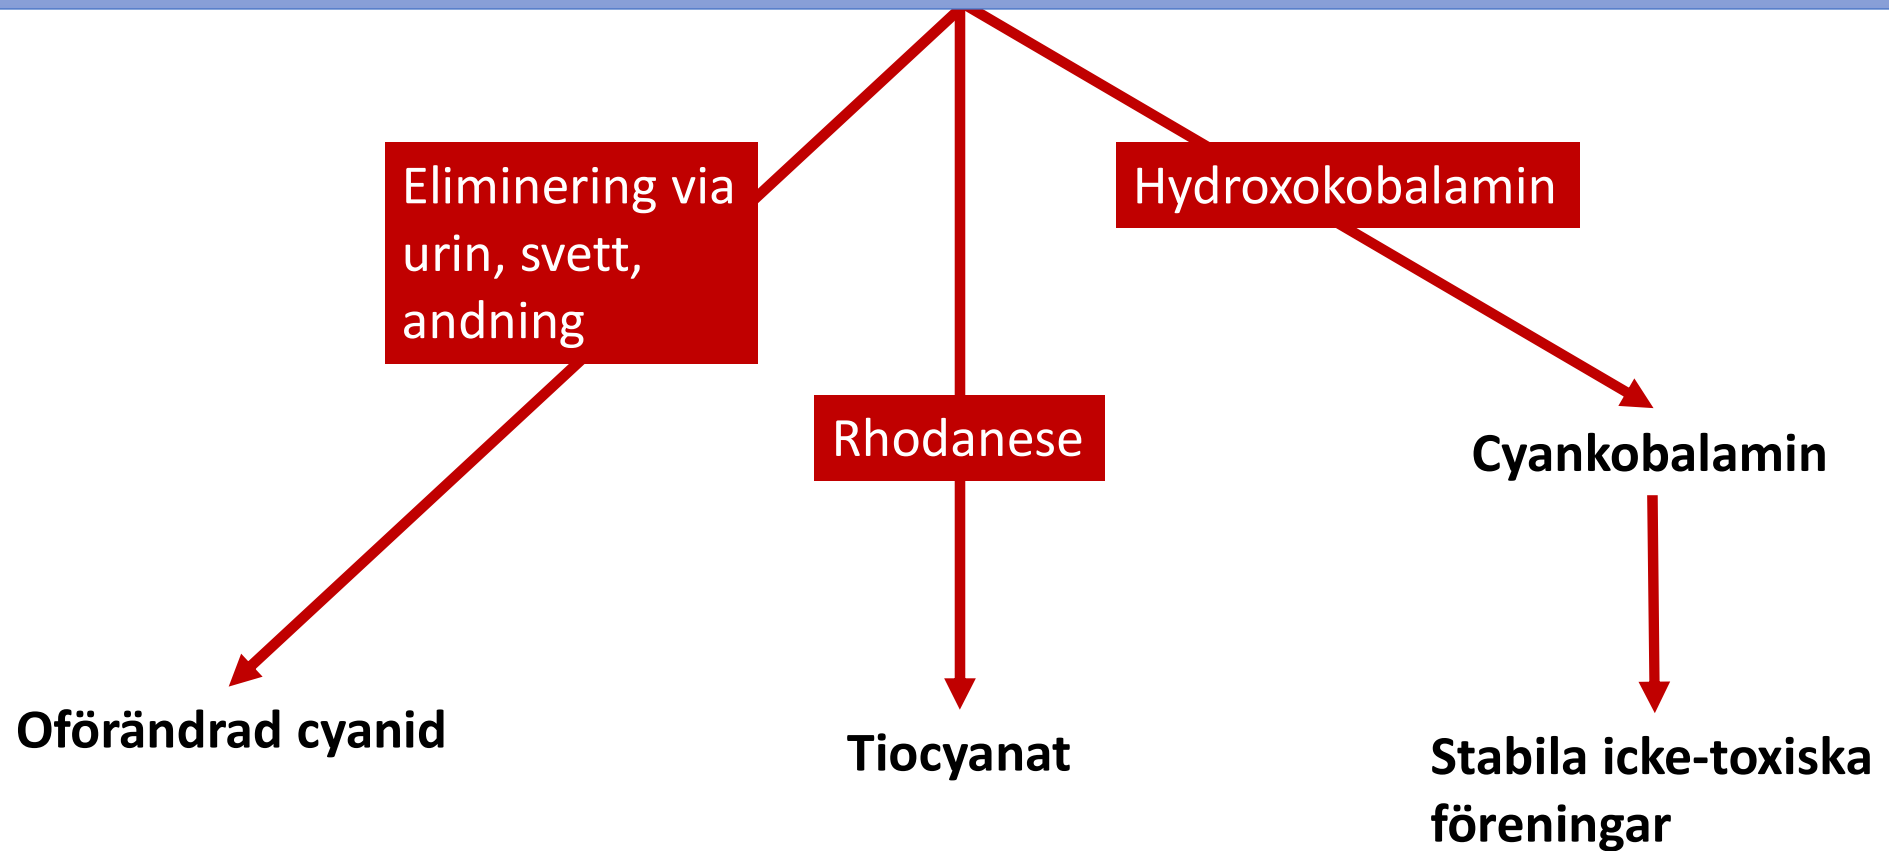 Eliminering via
urin, svett,
andning
Hydroxokobalamin
Rhodanese
Cyankobalamin
Oförändrad cyanid
Tiocyanat
Stabila icke-toxiska
föreningar